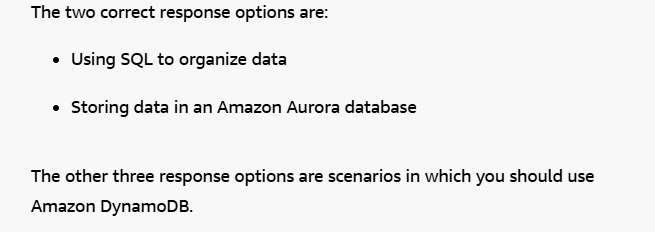 The two correct response options are:
• Using SQL to organize data
• Storing data in an Amazon Aurora database
The other three response options are scenarios in which you should use
Amazon DynamoDB.